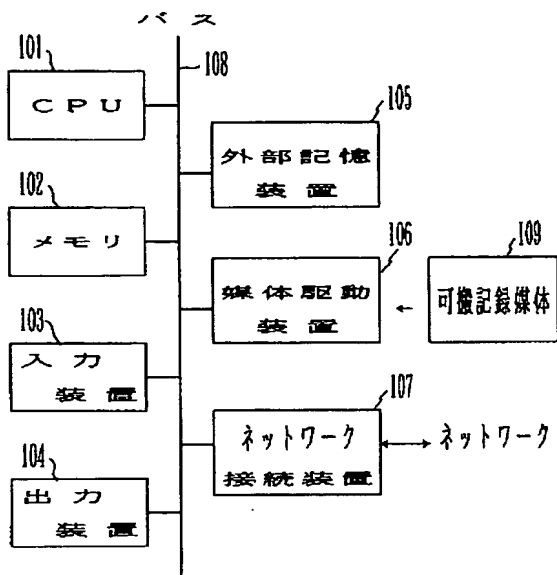 バス
101
108
CPU
105
外部記憶
装置
102
メモリ
106
109
媒体駆動
装置
可搬記録媒体
103
入力
装置
107
ネットワーク
接続装置
ネットワーク
104
出力
装置